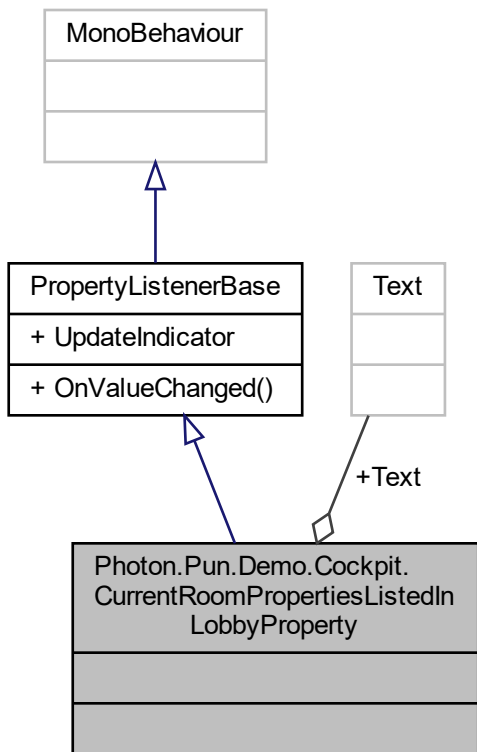 MonoBehaviour
PropertyListenerBase
+ UpdateIndicator
+ OnValueChanged()
Text
+Text
Photon.Pun.Demo.Cockpit.
CurrentRoomPropertiesListedIn
LobbyProperty